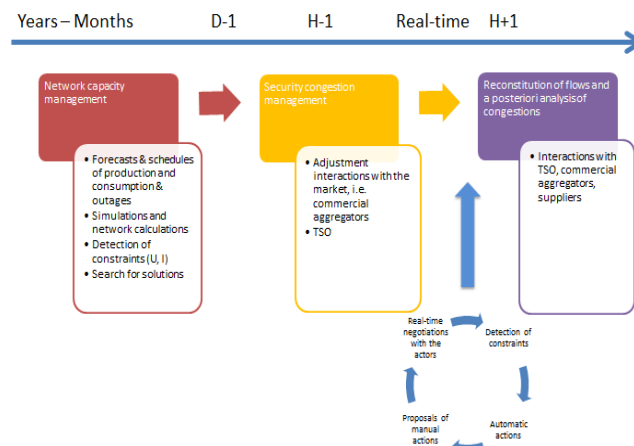 Years – Months D-1 H-1 Real-time H+1
Network capacity
management
• Forecasts & schedules
of production and
consumption &
outages
• Simulations and
network calculations
• Detection of
constraints (U, I)
• Search for solutions
Security congestion
management
• Adjustment
interactions with the
market, i.e.
commercial
aggregators
• TSO
Reconstitution of flows and
a posteriori analysis of
congestions
• Interactions with
TSO, commercial
aggregators,
suppliers
Real-time
negotiations
with the
actors
Detection of
constraints
Automatic
actions
Proposals of
manual
actions